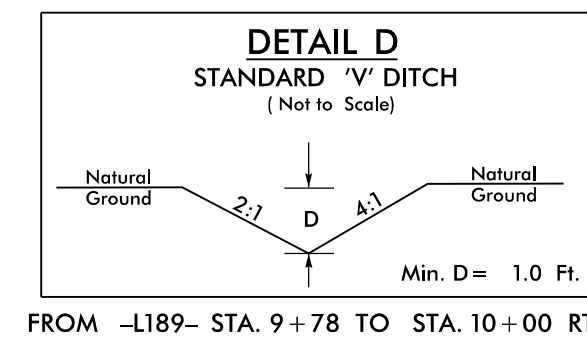 DETAIL D
STANDARD 'V' DITCH
( Not to Scale)
Natural
Ground
2:1
D
4:1
Natural
Ground
Min. D = 1.0 Ft.
FROM -L189- STA. 9+78 TO STA. 10+00 RT